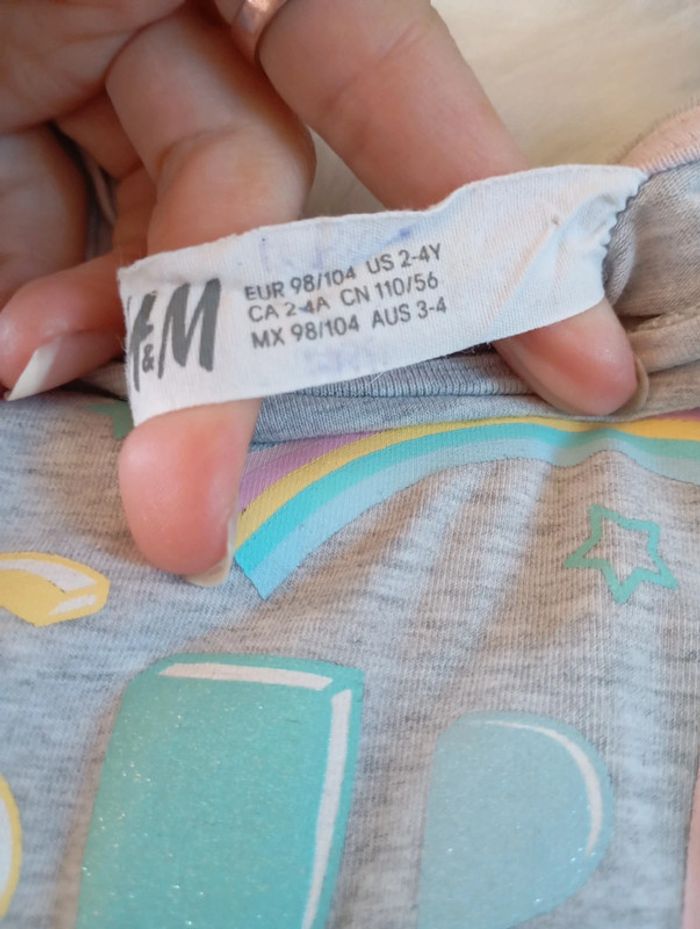 H&M
EUR 98/104 US 2-4Y
CA 2-4A CN 110/56
MX 98/104 AUS 3-4